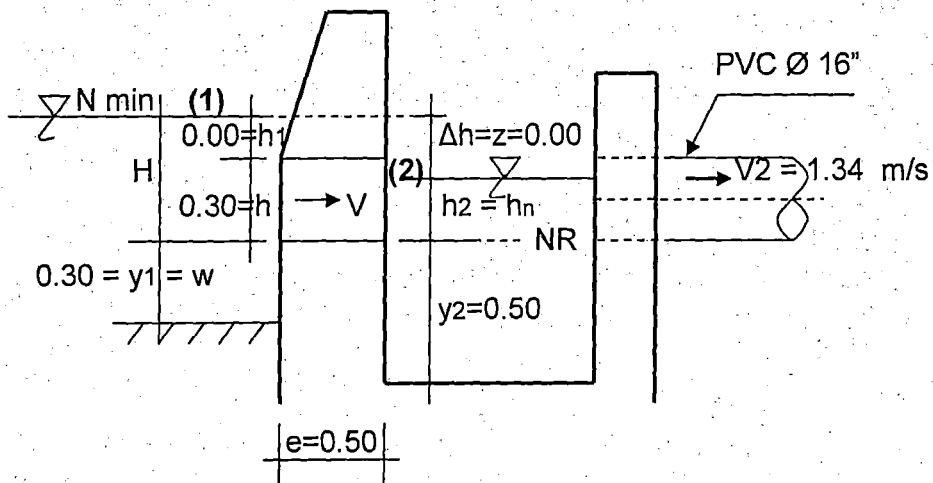 PVC Ø 16"
N min (1)
0.00=h1
Δh=z=0.00
H
(2)
V2 = 1.34 m/s
0.30=h
V
h2 = hn
NR
0.30 = y1 = w
y2=0.50
e=0.50